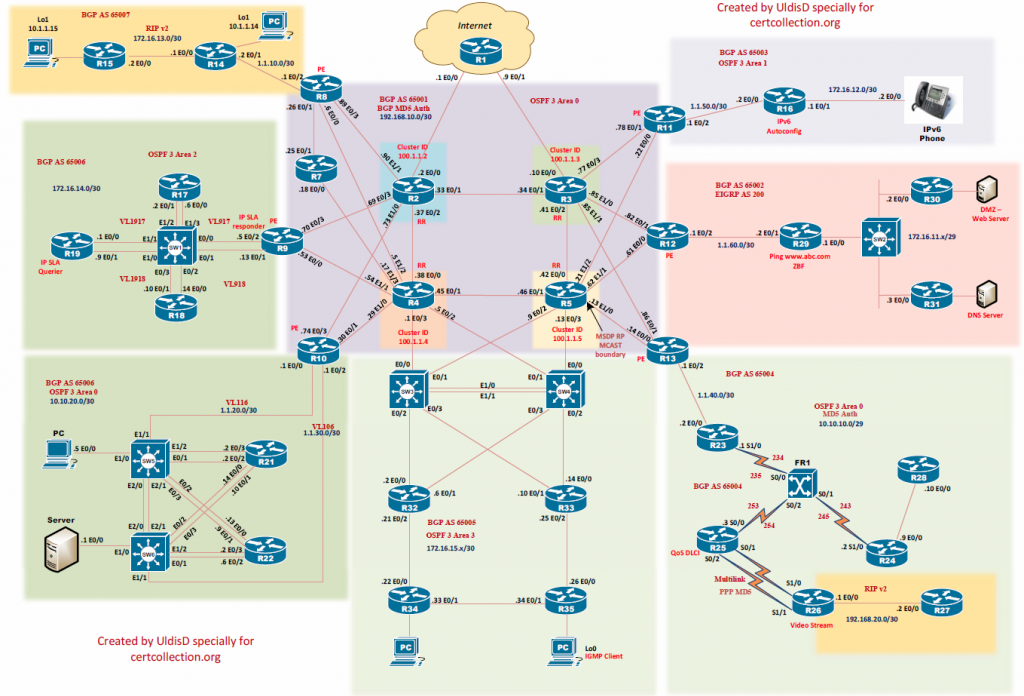 Created by UldisD specially for
certcollection.org
BGP AS 65007
Lo1
10.1.1.15
PC
RIP v2
172.16.13.0/30
Lo1
10.1.1.14
PC
R15
.2 E0/0
.1 E0/0
R14
.2 E0/1
1.1.10.0/30
.1 E0/2
Internet
R1
.1 E0/0
.9 E0/1
PE
R8
.26 E0/1
.6 E0/0
.89 E0/3
BGP AS 65001
BGP MD5 Auth
192.168.10.0/30
OSPF 3 Area 0
BGP AS 65003
OSPF 3 Area 1
PE
R11
.78 E0/1
.22 E0/0
1.1.50.0/30
.1 E0/2
.2 E0/0
R16
.1 E0/1
IPv6
Autoconfig
172.16.12.0/30
.2 E0/0
IPv6
Phone
.25 E0/1
R7
.18 E0/0
Cluster ID
100.1.1.2
.90 E1/1
.2 E0/0
R2
.33 E0/1
.69 E0/3
.73 E1/0
.37 E0/2
RR
Cluster ID
100.1.1.3
.10 E0/0
.77 E0/3
.34 E0/1
R3
.85 E1/0
.41 E0/2
.85 E1/1
RR
BGP AS 65006
OSPF 3 Area 2
172.16.14.0/30
R17
.2 E0/1
.6 E0/0
VL1917
VL917
IP SLA
responder
PE
E1/2
E1/3
R19
.1 E0/0
.9 E0/1
IP SLA
Querier
E1/1
E1/0
SW1
E0/0
E0/1
.5 E0/2
.13 E0/1
R9
.70 E0/3
.53 E0/0
E0/3
E0/2
VL1918
VL918
.10 E0/1
.14 E0/0
R18
BGP AS 65002
EIGRP AS 200
.82 E0/1
.61 E0/0
R12
PE
.1 E0/2
1.1.60.0/30
.2 E0/1
R29
.1 E0/0
Ping www.abc.com
ZBF
SW2
172.16.11.x/29
.2 E0/0
R30
DMZ –
Web Server
.3 E0/0
R31
DNS Server
.5 E1/2
.17 E1/3
.38 E0/0
RR
.54 E1/1
R4
.45 E0/1
.29 E1/0
.1 E0/3
.5 E0/2
Cluster ID
100.1.1.4
RR
.42 E0/0
.21 E1/2
.62 E1/1
.46 E0/1
R5
.13 E1/0
.9 E0/2
.13 E0/3
Cluster ID
100.1.1.5
MSDP RP
MCAST
boundary
PE
.74 E0/3
.30 E0/1
R10
.1 E0/0
.1 E0/2
.86 E0/1
.14 E0/0
R13
PE
.1 E0/2
BGP AS 65006
OSPF 3 Area 0
10.10.20.0/30
VL116
1.1.20.0/30
VL106
1.1.30.0/30
PC
.5 E0/0
E1/1
E1/0
SW5
E1/2
E0/2
E2/0
E2/1
E0/3
.2 E0/3
.2 E0/2
R21
.14 E0/0
.10 E0/1
Server
.1 E0/0
E2/0
E2/1
E0/2
E0/3
E1/0
SW6
E1/2
E1/1
.13 E0/0
.9 E0/1
.2 E0/3
.6 E0/2
R22
E0/0
E0/1
SW3
E0/2
E0/3
E1/0
E1/1
E0/0
E0/1
SW4
E0/3
E0/2
.2 E0/0
R32
.6 E0/1
.21 E0/2
.14 E0/0
.10 E0/1
R33
.25 E0/2
BGP AS 65005
OSPF 3 Area 3
172.16.15.x/30
.22 E0/0
R34
.33 E0/1
.26 E0/0
.34 E0/1
R35
PC
PC
Lo0
IGMP Client
BGP AS 65004
1.1.40.0/30
.2 E0/0
R23
.1 S1/0
OSPF 3 Area 0
MD5 Auth
10.10.10.0/29
234
235
S0/0
FR1
S0/1
S0/2
BGP AS 65004
253
254
243
245
R28
.10 E0/0
.9 E0/0
.2 S1/0
R24
.3 S0/0
R25
QoS DLCI
S0/1
S0/2
Multilink
PPP MD5
S1/0
S1/1
R26
Video Stream
.1 E0/0
RIP v2
.2 E0/0
192.168.20.0/30
R27
Created by UldisD specially for
certcollection.org